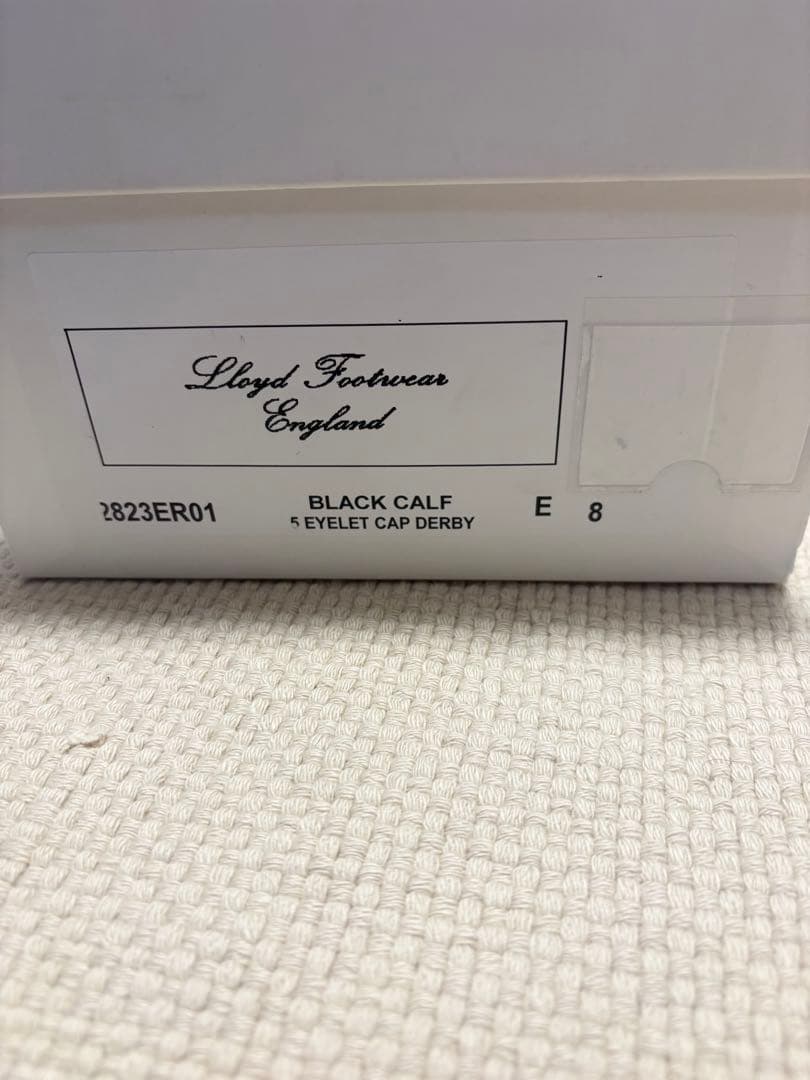 Lloyd Footwear
England
2823ER01
BLACK CALF
5 EYELET CAP DERBY
E 8